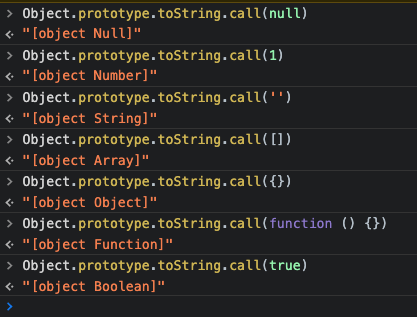 > Object.prototype.toString.call(null)
<· "[object Null]"
> Object.prototype.toString.call(1)
<· "[object Number]"
> Object.prototype.toString.call('')
<· "[object String]"
> Object.prototype.toString.call([])
<· "[object Array]"
> Object.prototype.toString.call({})
<· "[object Object]"
> Object.prototype.toString.call(function () {})
<· "[object Function]"
> Object.prototype.toString.call(true)
<· "[object Boolean]"
>